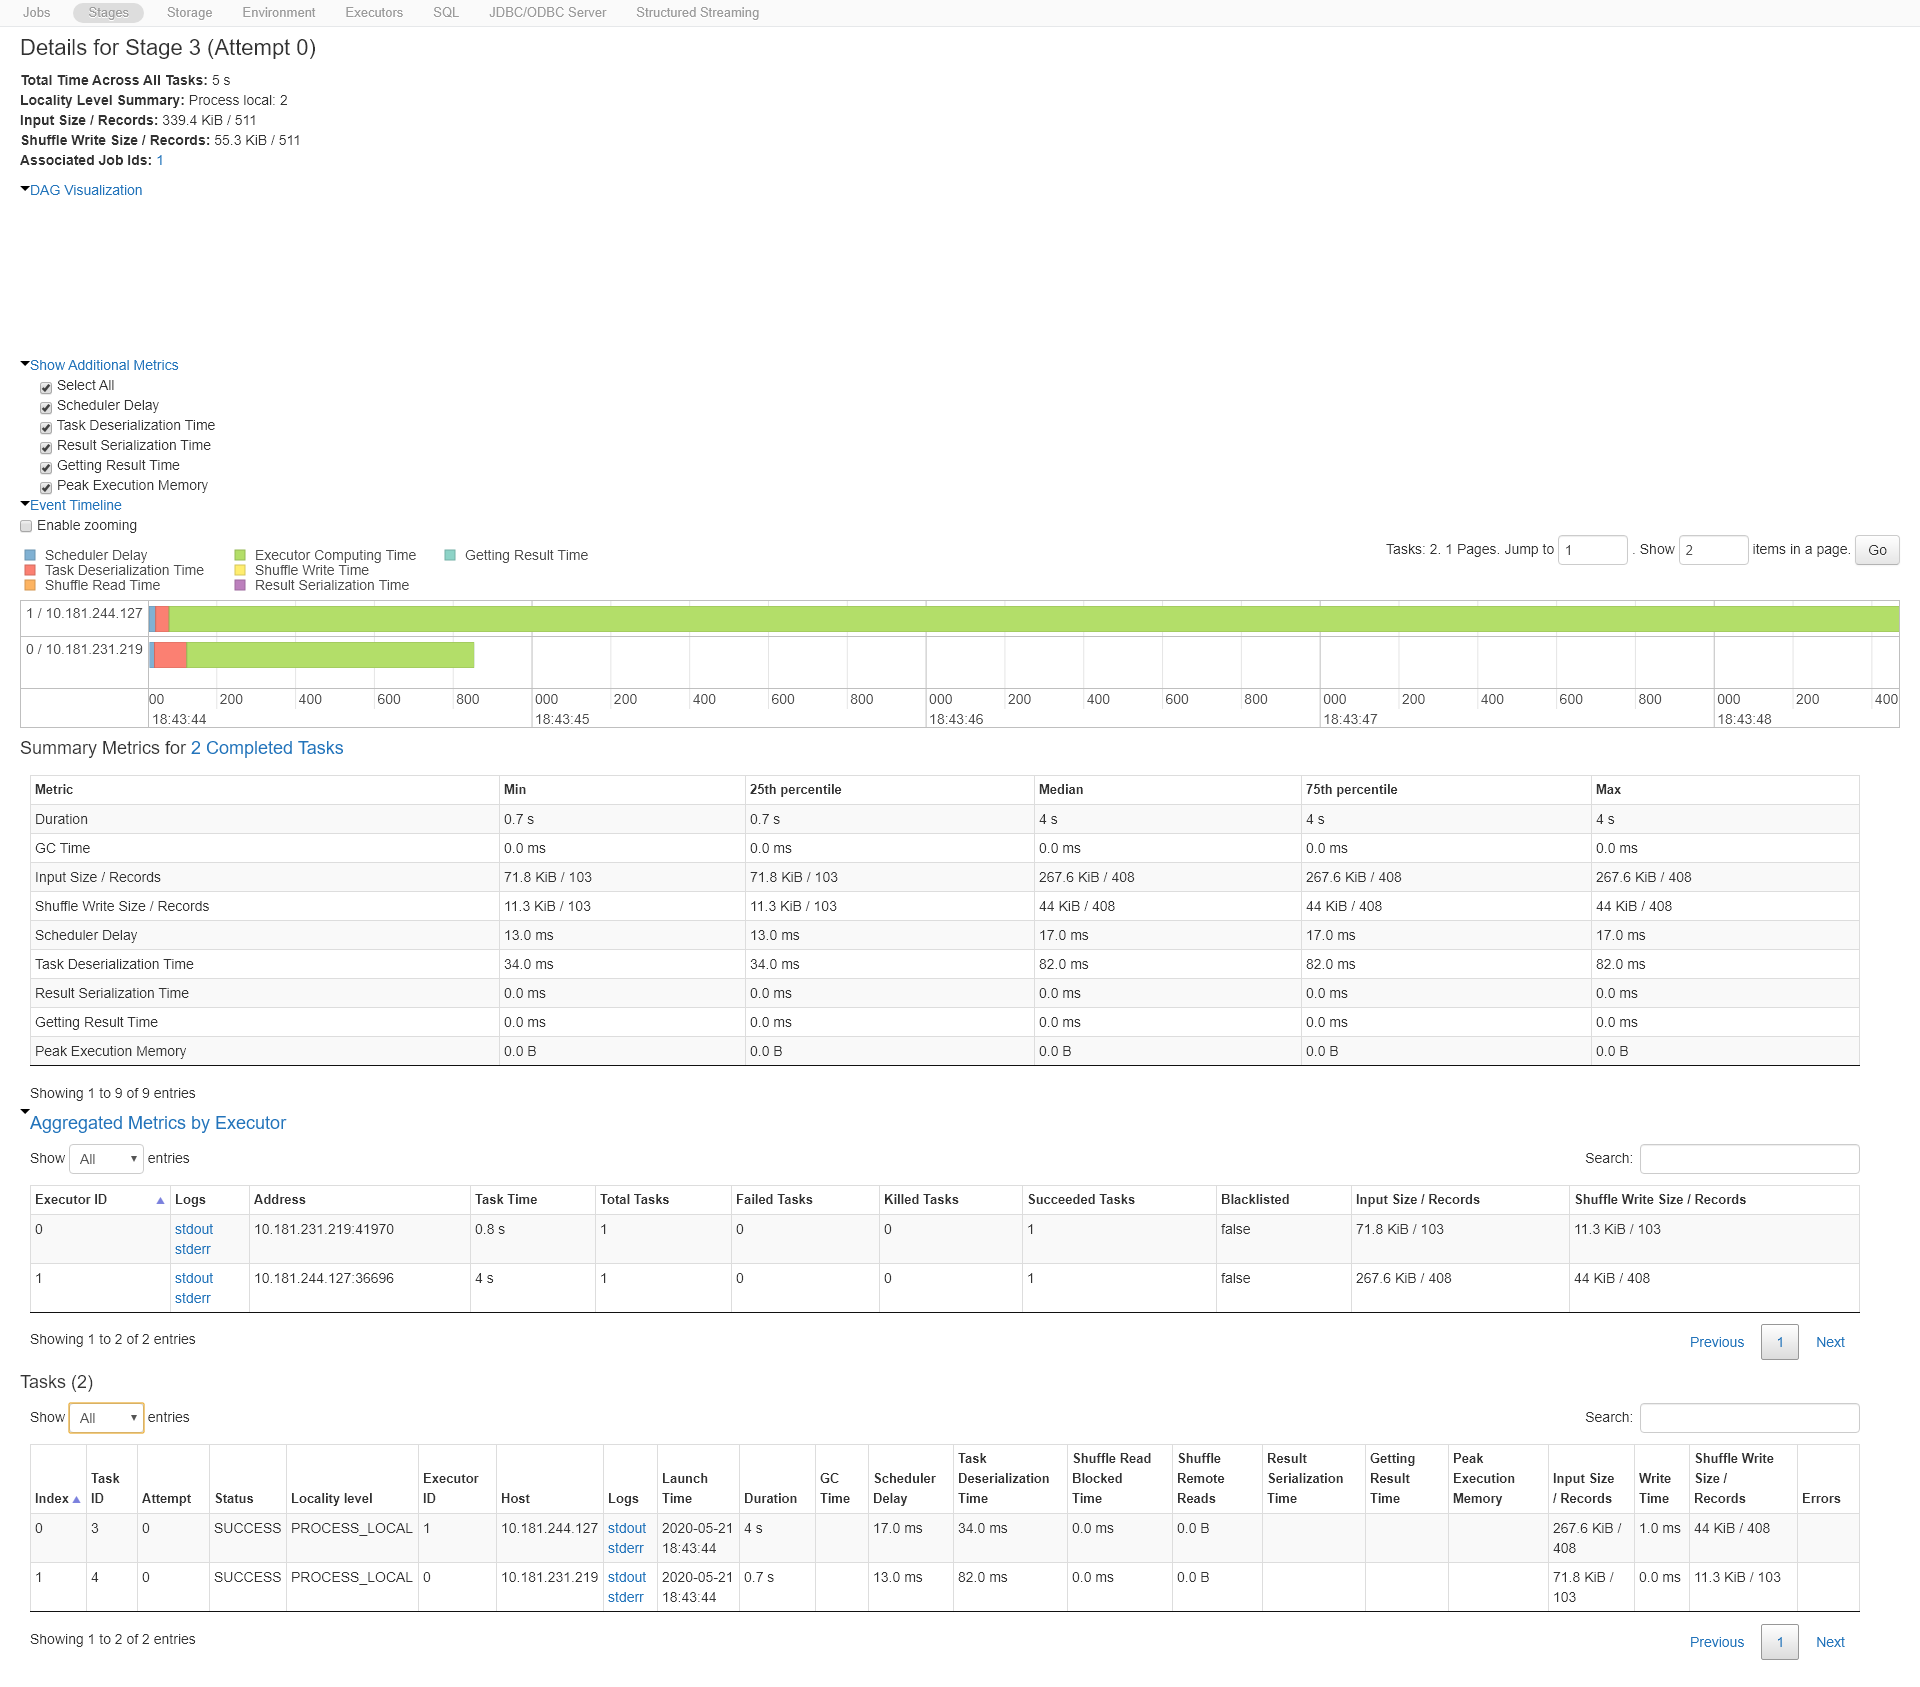 Jobs Stages Storage Environment Executors SQL JDBC/ODBC Server Structured Streaming
Details for Stage 3 (Attempt 0)
Total Time Across All Tasks: 5 s
Locality Level Summary: Process local: 2
Input Size / Records: 339.4 KiB / 511
Shuffle Write Size / Records: 55.3 KiB / 511
Associated Job Ids: 1
DAG Visualization
Show Additional Metrics
Select All
Scheduler Delay
Task Deserialization Time
Result Serialization Time
Getting Result Time
Peak Execution Memory
Event Timeline
Enable zooming
Tasks: 2. 1 Pages. Jump to 1 . Show 2 items in a page. Go
Scheduler Delay Executor Computing Time Getting Result Time
Task Deserialization Time Shuffle Write Time
Shuffle Read Time Result Serialization Time
1 / 10.181.244.127
0 / 10.181.231.219
00 200 400 600 800 000 200 400 600 800 000 200 400 600 800 000 200 400 600 800 000 200 400
18:43:44 18:43:45 18:43:46 18:43:47 18:43:48
Summary Metrics for 2 Completed Tasks
Metric Min 25th percentile Median 75th percentile Max
Duration 0.7 s 0.7 s 4 s 4 s 4 s
GC Time 0.0 ms 0.0 ms 0.0 ms 0.0 ms 0.0 ms
Input Size / Records 71.8 KiB / 103 71.8 KiB / 103 267.6 KiB / 408 267.6 KiB / 408 267.6 KiB / 408
Shuffle Write Size / Records 11.3 KiB / 103 11.3 KiB / 103 44 KiB / 408 44 KiB / 408 44 KiB / 408
Scheduler Delay 13.0 ms 13.0 ms 17.0 ms 17.0 ms 17.0 ms
Task Deserialization Time 34.0 ms 34.0 ms 82.0 ms 82.0 ms 82.0 ms
Result Serialization Time 0.0 ms 0.0 ms 0.0 ms 0.0 ms 0.0 ms
Getting Result Time 0.0 ms 0.0 ms 0.0 ms 0.0 ms 0.0 ms
Peak Execution Memory 0.0 B 0.0 B 0.0 B 0.0 B 0.0 B
Showing 1 to 9 of 9 entries
Aggregated Metrics by Executor
Show All entries Search:
Executor ID Logs Address Task Time Total Tasks Failed Tasks Killed Tasks Succeeded Tasks Blacklisted Input Size / Records Shuffle Write Size / Records
0 stdout 10.181.231.219:41970 0.8 s 1 0 0 1 false 71.8 KiB / 103 11.3 KiB / 103
stderr
1 stdout 10.181.244.127:36696 4 s 1 0 0 1 false 267.6 KiB / 408 44 KiB / 408
stderr
Showing 1 to 2 of 2 entries
Previous 1 Next
Tasks (2)
Show All entries Search:
Task Shuffle Read Shuffle Result Getting Peak Shuffle Write
Task Executor Launch GC Scheduler Deserialization Blocked Remote Serialization Result Execution Input Size Write Size /
Index ID Attempt Status Locality level ID Host Logs Time Duration Time Delay Time Time Reads Time Time Memory / Records Time Records Errors
0 3 0 SUCCESS PROCESS_LOCAL 1 10.181.244.127 stdout 2020-05-21 4 s 17.0 ms 34.0 ms 0.0 ms 0.0 B 267.6 KiB / 1.0 ms 44 KiB / 408
stderr 18:43:44 408
1 4 0 SUCCESS PROCESS_LOCAL 0 10.181.231.219 stdout 2020-05-21 0.7 s 13.0 ms 82.0 ms 0.0 ms 0.0 B 71.8 KiB / 0.0 ms 11.3 KiB / 103
stderr 18:43:44 103
Showing 1 to 2 of 2 entries
Previous 1 Next